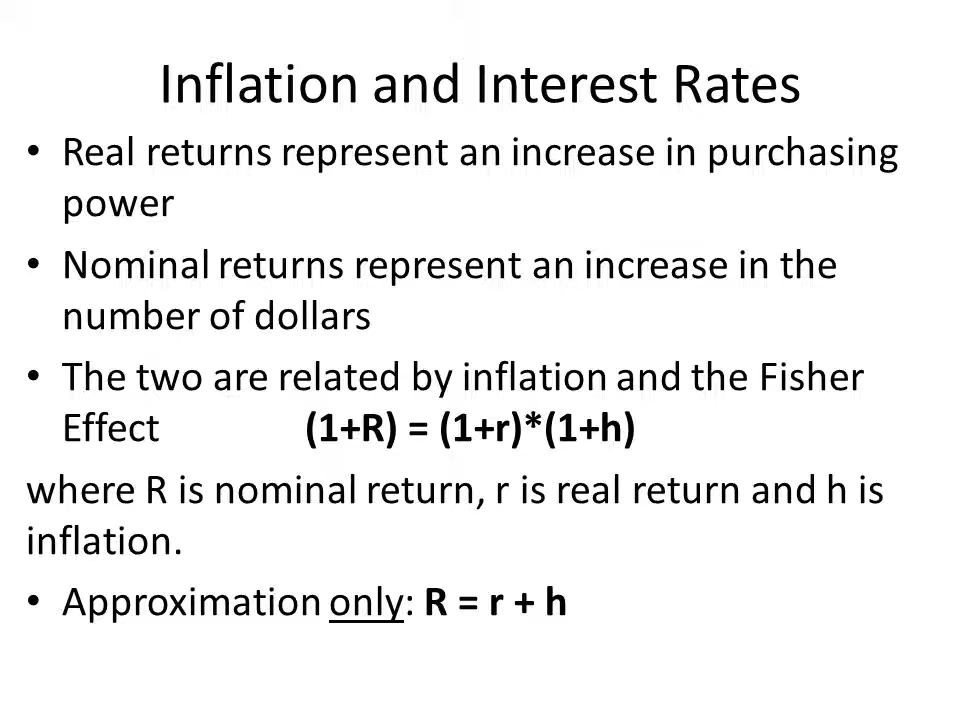 Inflation and Interest Rates
• Real returns represent an increase in purchasing
power
• Nominal returns represent an increase in the
number of dollars
• The two are related by inflation and the Fisher
Effect (1+R) = (1+r)*(1+h)
where R is nominal return, r is real return and h is
inflation.
• Approximation only: R = r + h